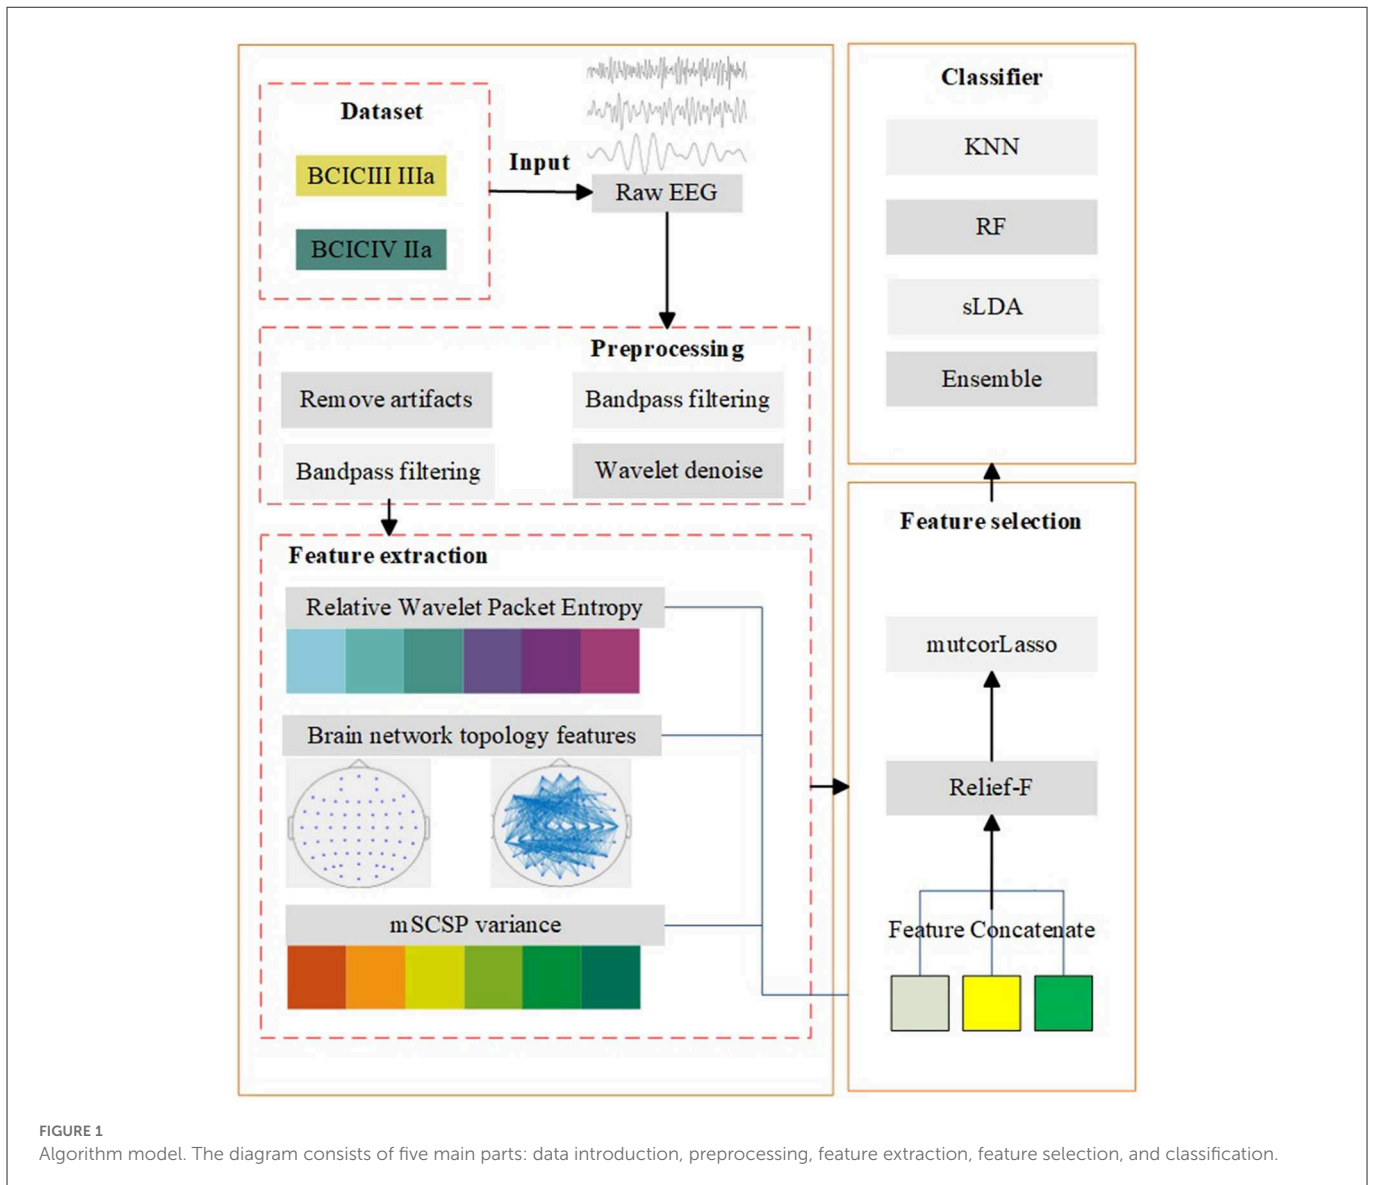 Dataset
BCICIII IIIa
BCICIV IIa
Input
Raw EEG
Preprocessing
Remove artifacts
Bandpass filtering
Bandpass filtering
Wavelet denoise
Feature extraction
Relative Wavelet Packet Entropy
Brain network topology features
mSCSP variance
Classifier
KNN
RF
sLDA
Ensemble
Feature selection
mutcorLasso
Relief-F
Feature Concatenate
FIGURE 1
Algorithm model. The diagram consists of five main parts: data introduction, preprocessing, feature extraction, feature selection, and classification.